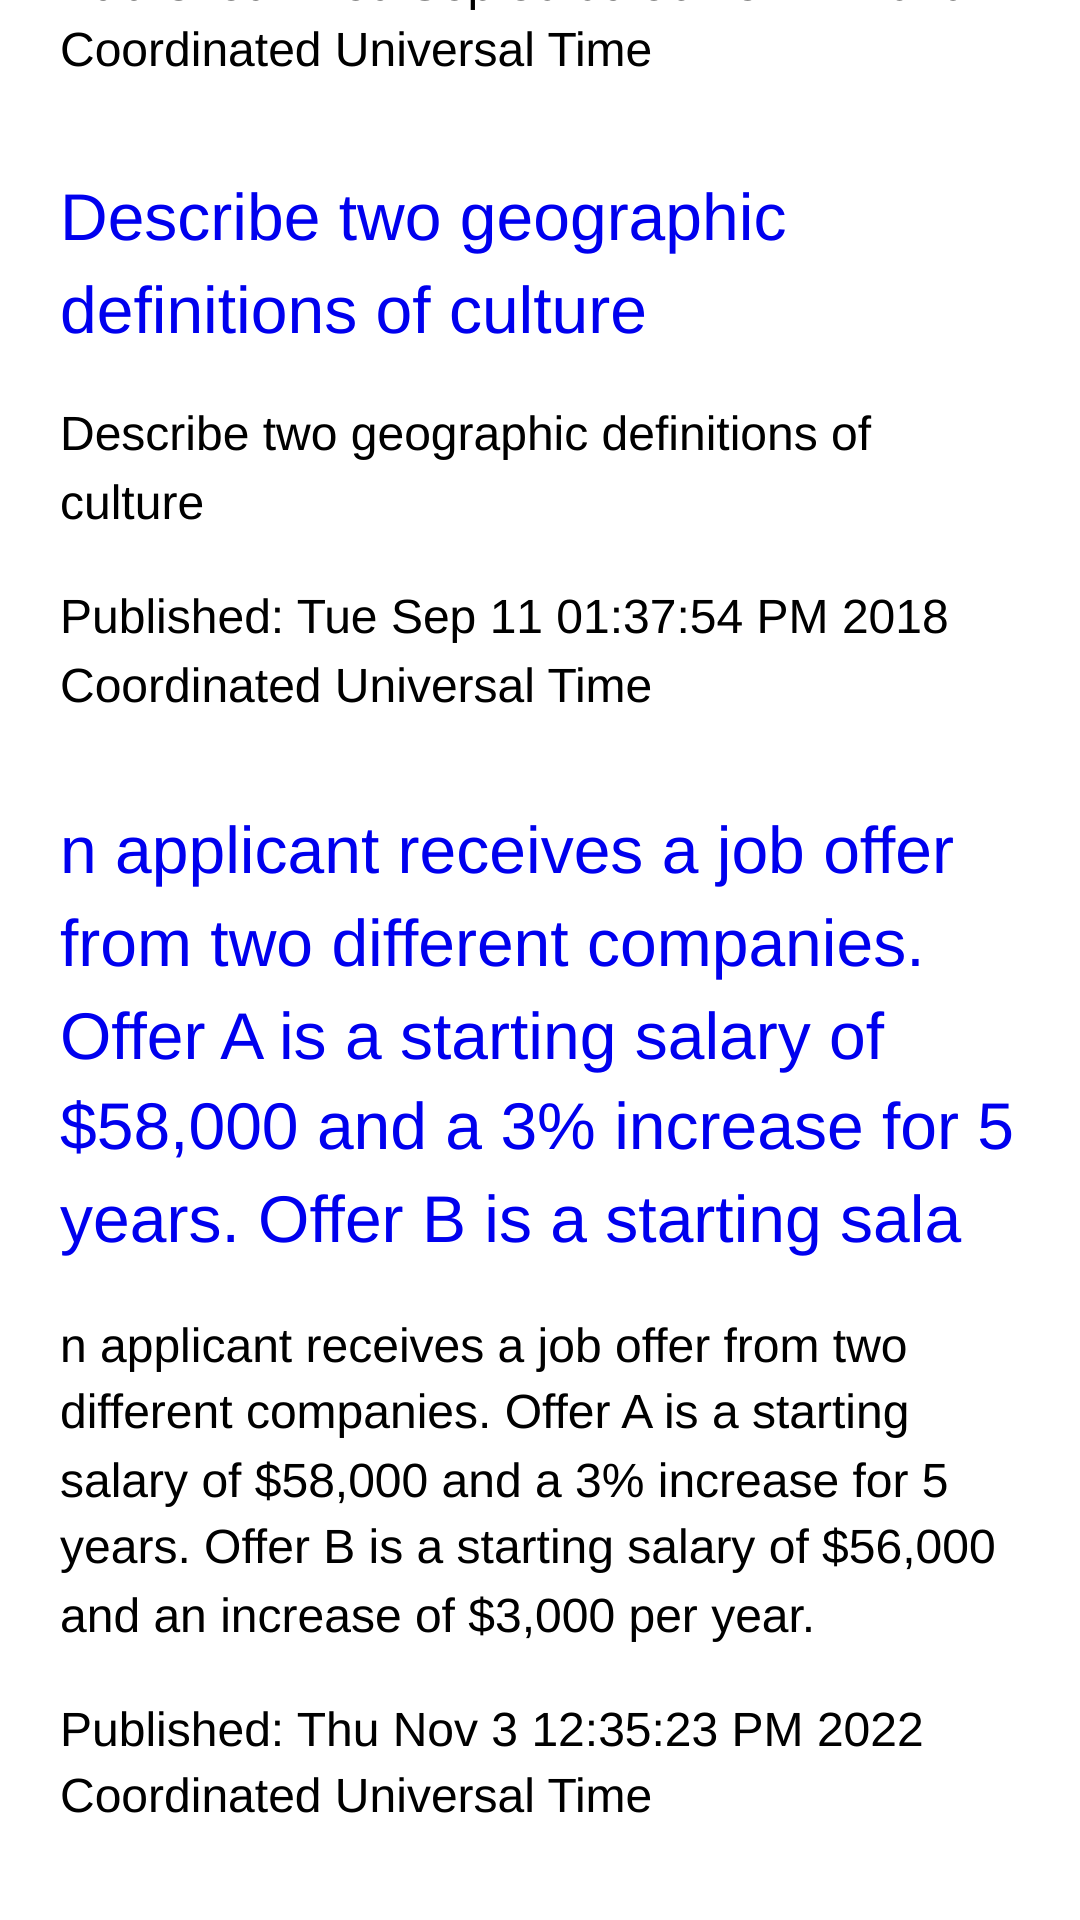 Coordinated Universal Time
Describe two geographic
definitions of culture
Describe two geographic definitions of
culture
Published: Tue Sep 11 01:37:54 PM 2018
Coordinated Universal Time
n applicant receives a job offer
from two different companies.
Offer A is a starting salary of
$58,000 and a 3% increase for 5
years. Offer B is a starting sala
n applicant receives a job offer from two
different companies. Offer A is a starting
salary of $58,000 and a 3% increase for 5
years. Offer B is a starting salary of $56,000
and an increase of $3,000 per year.
Published: Thu Nov 3 12:35:23 PM 2022
Coordinated Universal Time